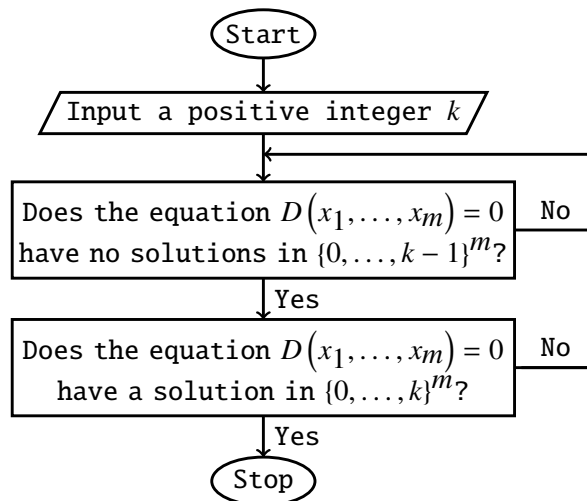 Start
Input a positive integer k
Does the equation D(x₁, . . . , xₘ) = 0
have no solutions in {0, . . . , k − 1}ᵐ?
No
Yes
Does the equation D(x₁, . . . , xₘ) = 0
have a solution in {0, . . . , k}ᵐ?
No
Yes
Stop